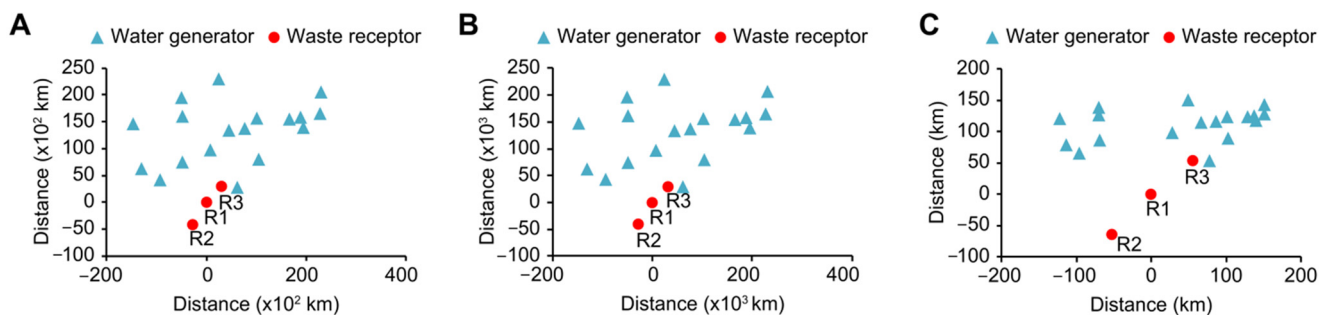 A
Water generator
Waste receptor
Distance (x10² km)
250
200
150
100
50
0
−50
−100
R3
R1
R2
−200
0
200
400
Distance (x10² km)
B
Water generator
Waste receptor
Distance (x10³ km)
250
200
150
100
50
0
−50
−100
R3
R1
R2
−200
0
200
400
Distance (x10³ km)
C
Water generator
Waste receptor
Distance (km)
200
150
100
50
0
−50
−100
R3
R1
R2
−200
−100
0
100
200
Distance (km)